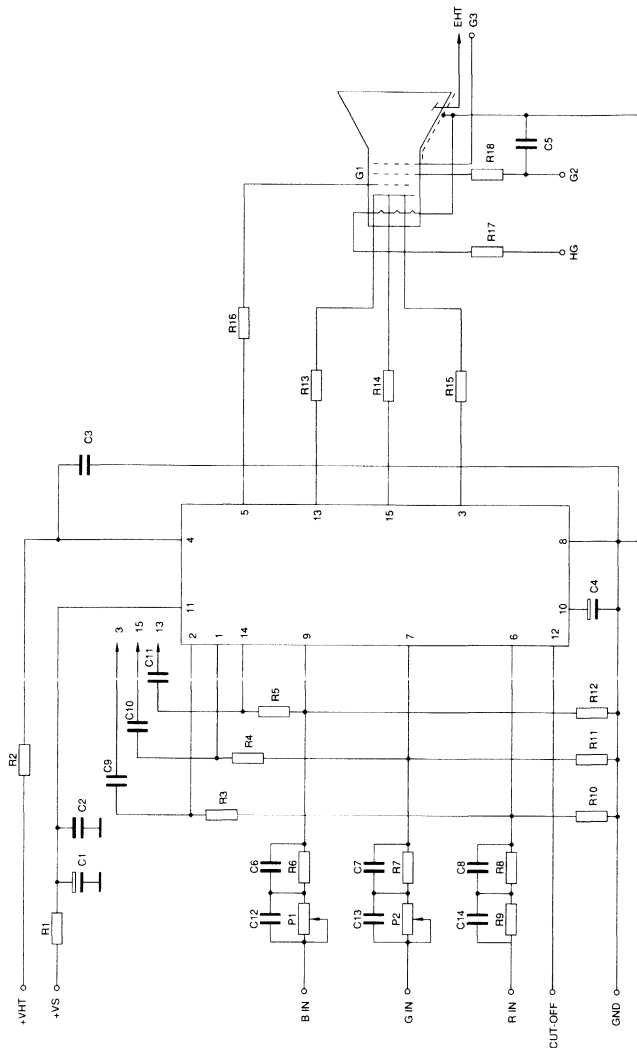 EHT
G3
G1
R18
C5
G2
R17
HG
R16
R13
R14
R15
C3
5
13
15
3
4
8
11
10
C4
3
15
13
2
1
14
9
7
6
12
C11
C10
C9
R5
R4
R3
R12
R11
R10
R2
C2
C1
R1
C6
R6
C12
P1
C7
R7
C13
P2
C8
R8
C14
R9
+VHT
+VS
B IN
G IN
R IN
CUT-OFF
GND